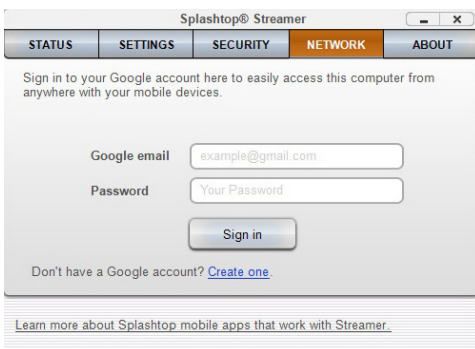 Splashtop® Streamer
STATUS SETTINGS SECURITY NETWORK ABOUT
Sign in to your Google account here to easily access this computer from
anywhere with your mobile devices.
Google email example@gmail.com
Password Your Password
Sign in
Don't have a Google account? Create one.
Learn more about Splashtop mobile apps that work with Streamer.